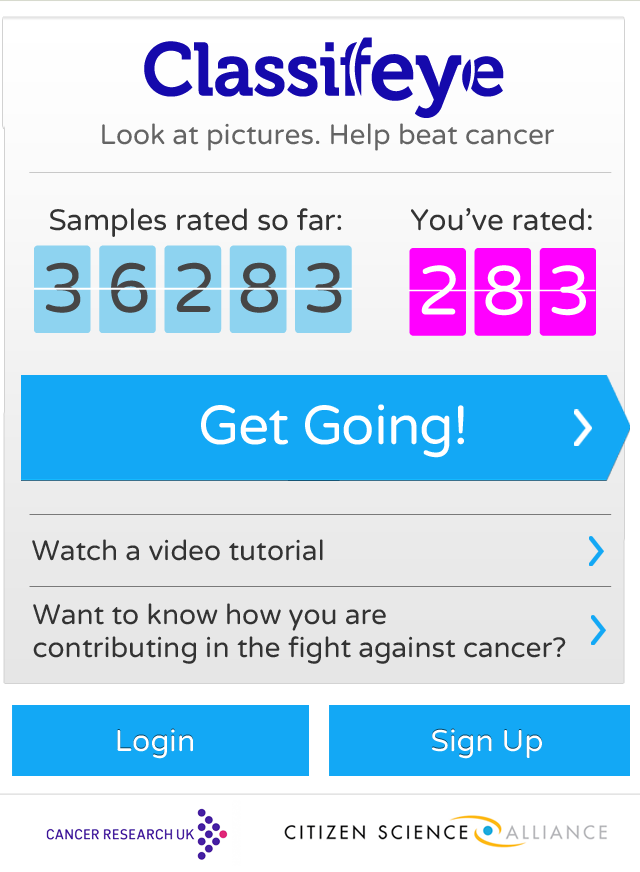 Classifeye
Look at pictures. Help beat cancer
Samples rated so far:
36283
You've rated:
283
Get Going!
Watch a video tutorial
Want to know how you are
contributing in the fight against cancer?
Login
Sign Up
CANCER RESEARCH UK
CITIZEN SCIENCE ALLIANCE